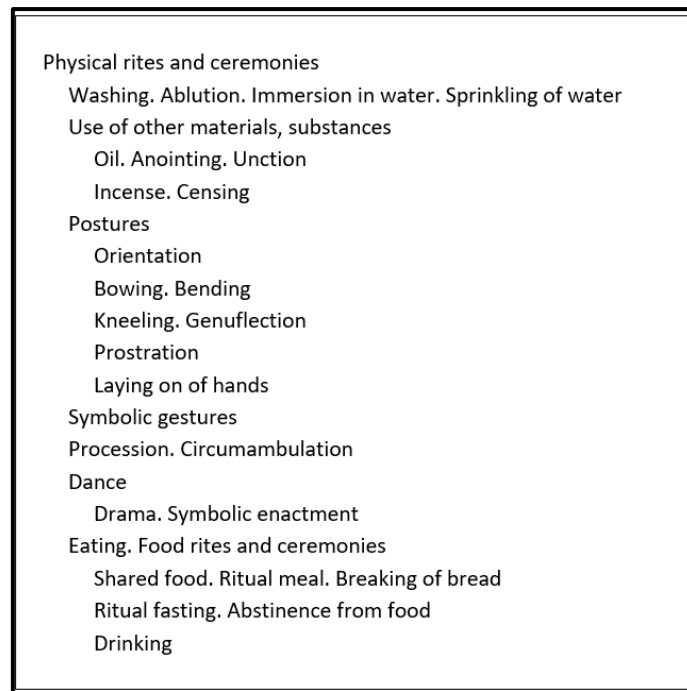 Physical rites and ceremonies
Washing. Ablution. Immersion in water. Sprinkling of water
Use of other materials, substances
Oil. Anointing. Unction
Incense. Censing
Postures
Orientation
Bowing. Bending
Kneeling. Genuflection
Prostration
Laying on of hands
Symbolic gestures
Procession. Circumambulation
Dance
Drama. Symbolic enactment
Eating. Food rites and ceremonies
Shared food. Ritual meal. Breaking of bread
Ritual fasting. Abstinence from food
Drinking